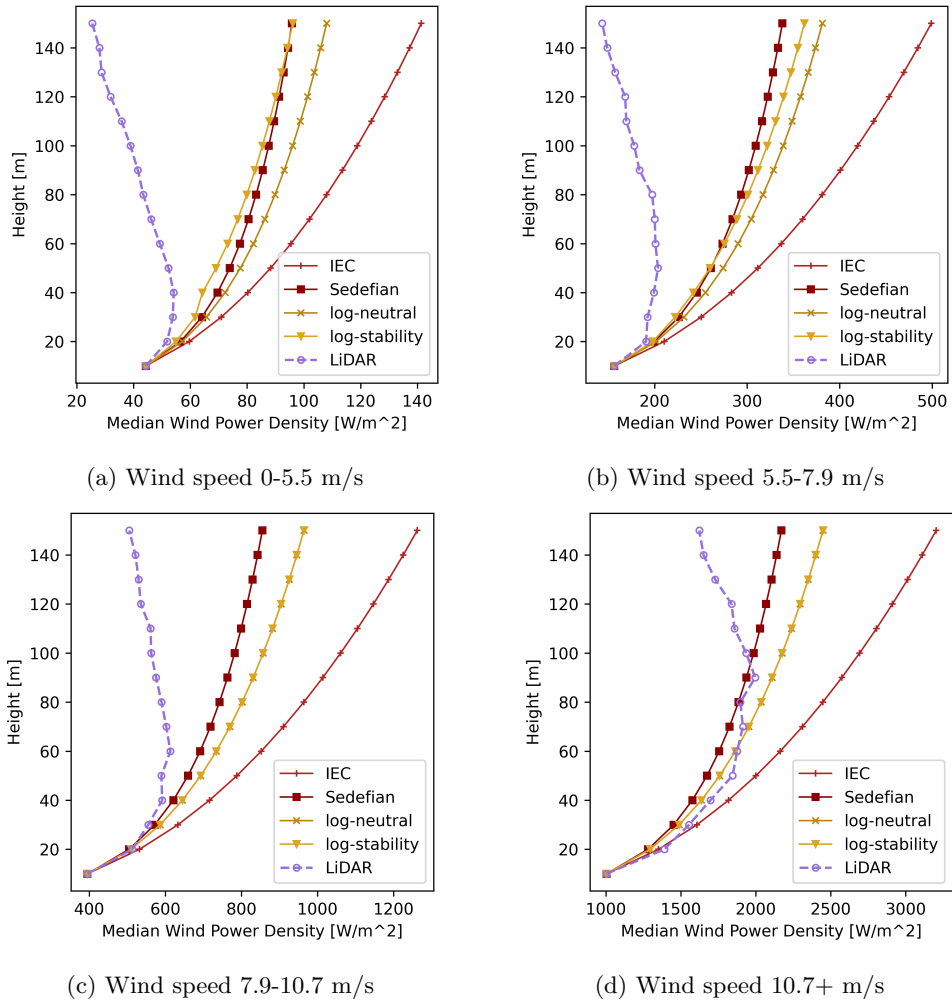 140
120
100
80
60
40
20
Height [m]
IEC
Sedefian
log-neutral
log-stability
LiDAR
20 40 60 80 100 120 140
Median Wind Power Density [W/m^2]
(a) Wind speed 0-5.5 m/s
140
120
100
80
60
40
20
Height [m]
IEC
Sedefian
log-neutral
log-stability
LiDAR
200 300 400 500
Median Wind Power Density [W/m^2]
(b) Wind speed 5.5-7.9 m/s
140
120
100
80
60
40
20
Height [m]
IEC
Sedefian
log-neutral
log-stability
LiDAR
400 600 800 1000 1200
Median Wind Power Density [W/m^2]
(c) Wind speed 7.9-10.7 m/s
140
120
100
80
60
40
20
Height [m]
IEC
Sedefian
log-neutral
log-stability
LiDAR
1000 1500 2000 2500 3000
Median Wind Power Density [W/m^2]
(d) Wind speed 10.7+ m/s